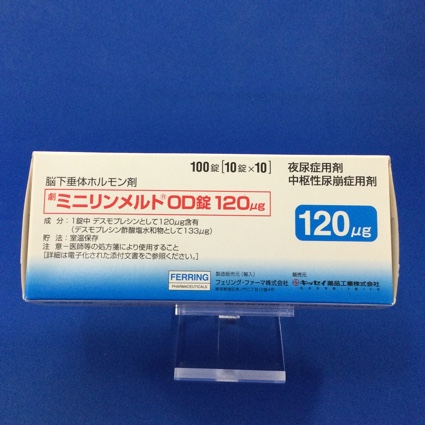 100錠[10錠×10]
脳下垂体ホルモン剤
夜尿症用剤
中枢性尿崩症用剤
劇 ミニリンメルト® OD錠 120μg
120μg
成 分：1錠中 デスモプレシンとして120μg含有
（デスモプレシン酢酸塩水和物として133μg）
貯 法：室温保存
注 意－医師等の処方箋により使用すること
[詳細は電子化された添付文書をご参照ください。]
FERRING
PHARMACEUTICALS
製造販売元（輸入）
フェリング・ファーマ株式会社
販売元
キッセイ薬品工業株式会社